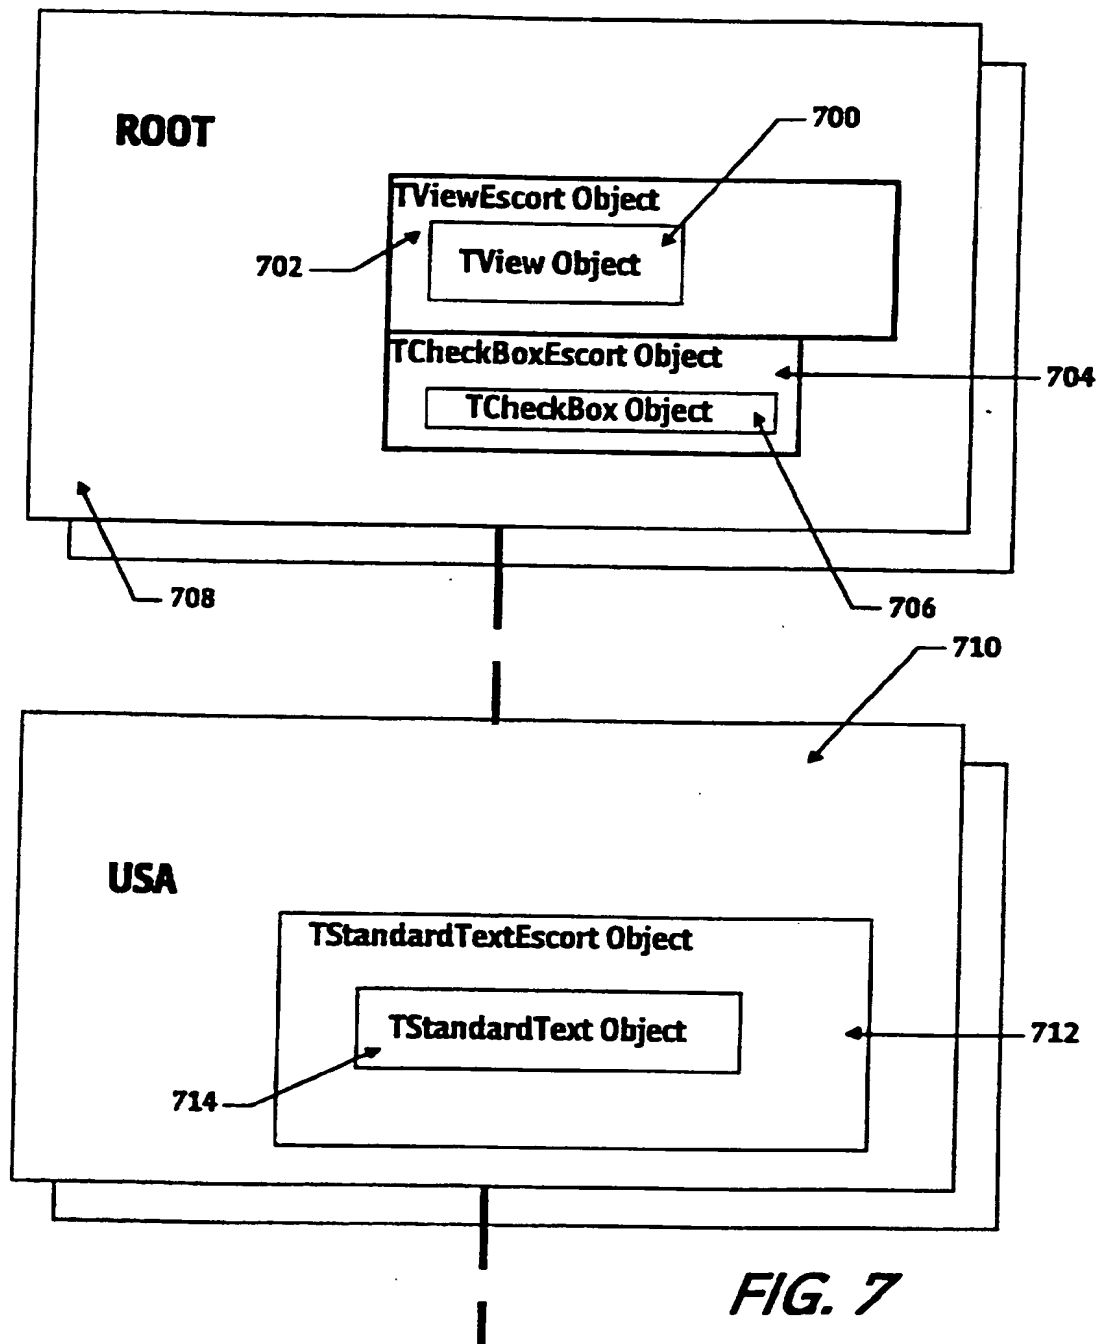 ROOT
700
TViewEscort Object
702
TView Object
TCheckBoxEscort Object
704
TCheckBox Object
708
706
710
USA
TStandardTextEscort Object
TStandardText Object
712
714
FIG. 7